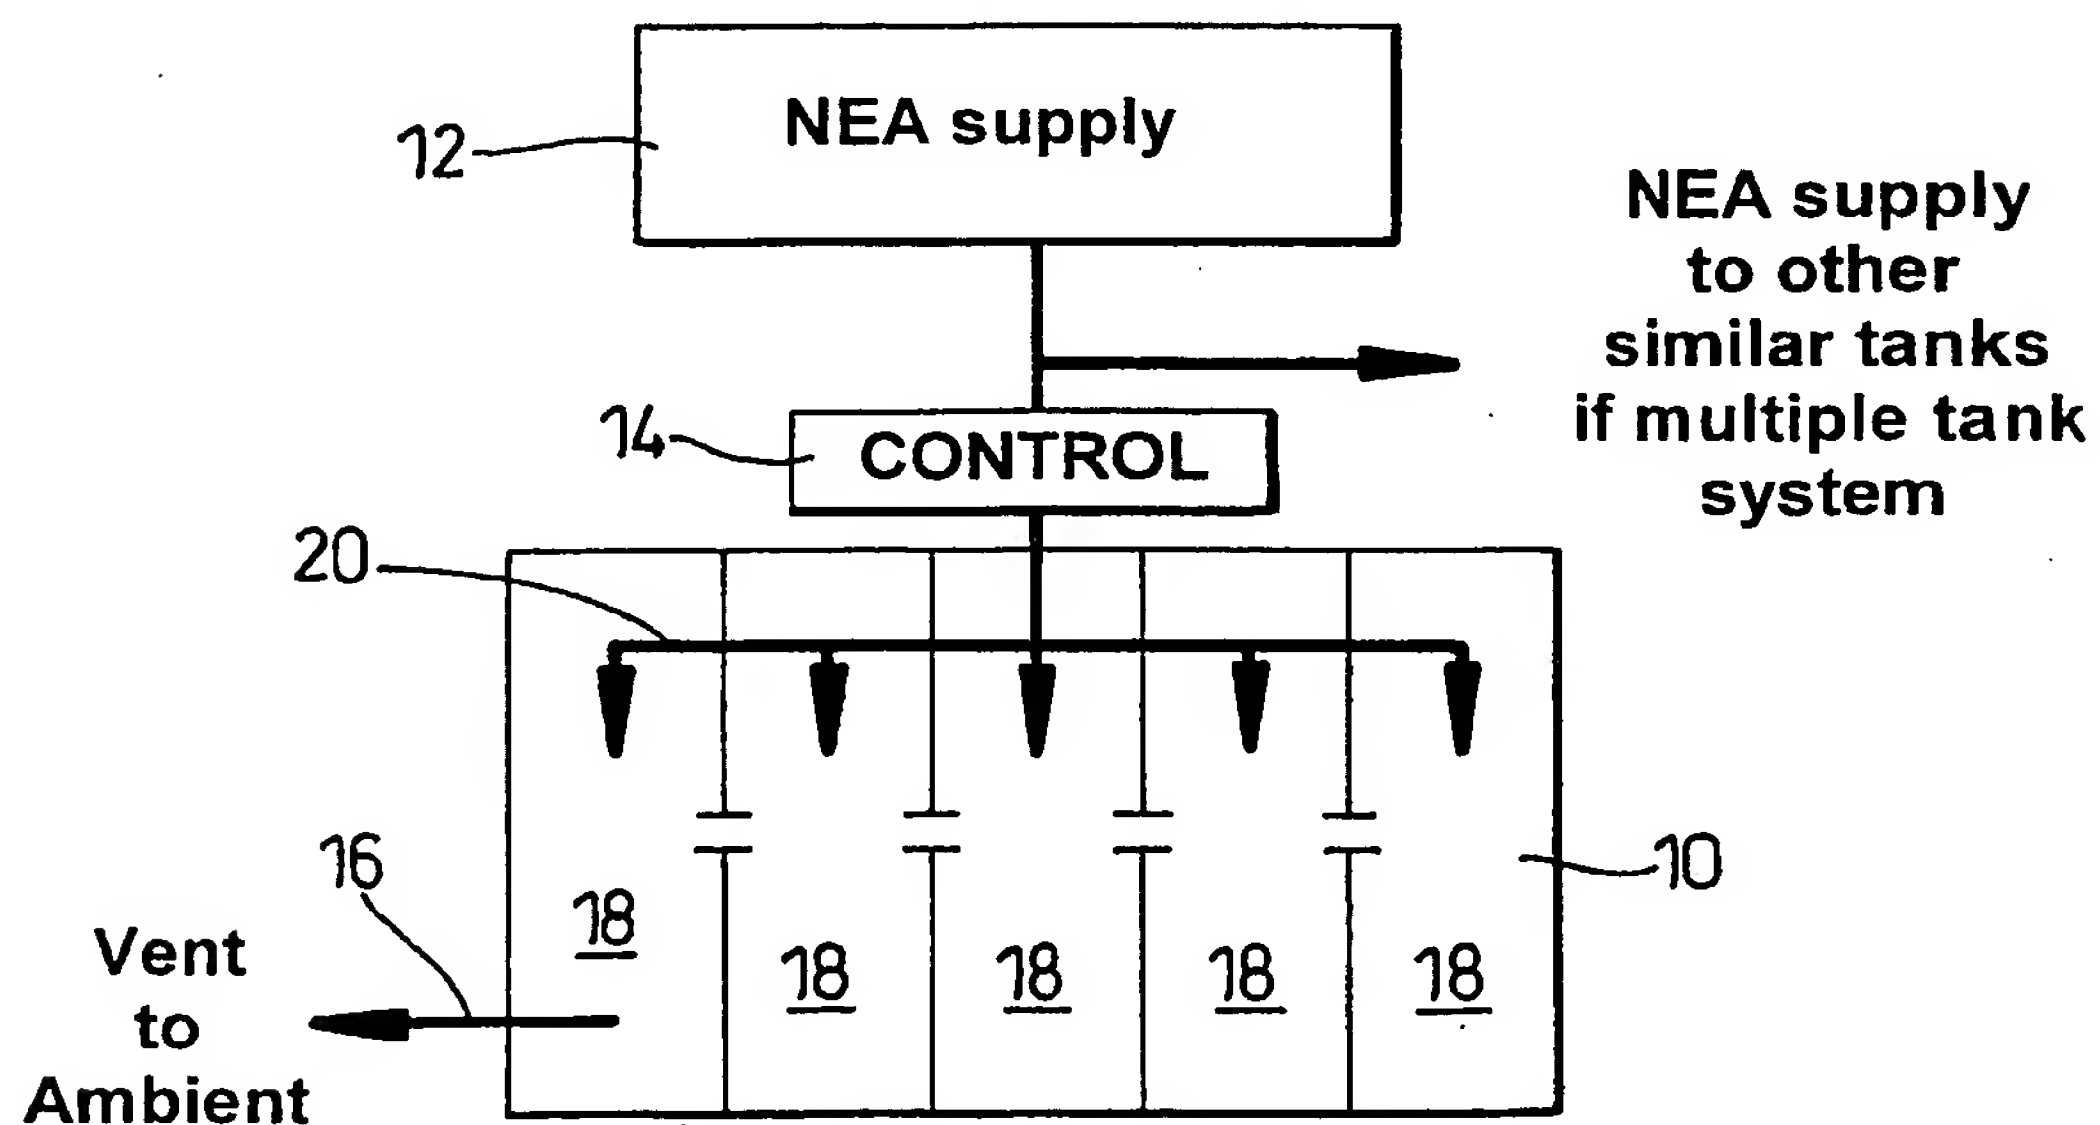 NEA supply
12
NEA supply
to other
similar tanks
if multiple tank
system
14
CONTROL
20
16
10
18
18
18
18
18
Vent
to
Ambient